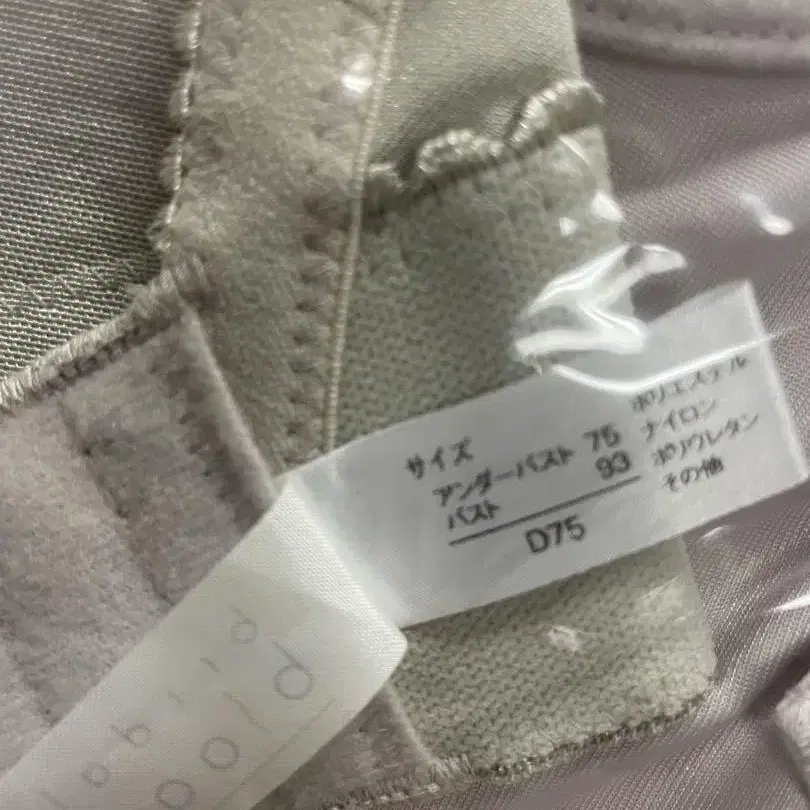 サイズ
アンダーバスト 75
バスト 93
D75
ポリエステル
ナイロン
ポリウレタン
その他